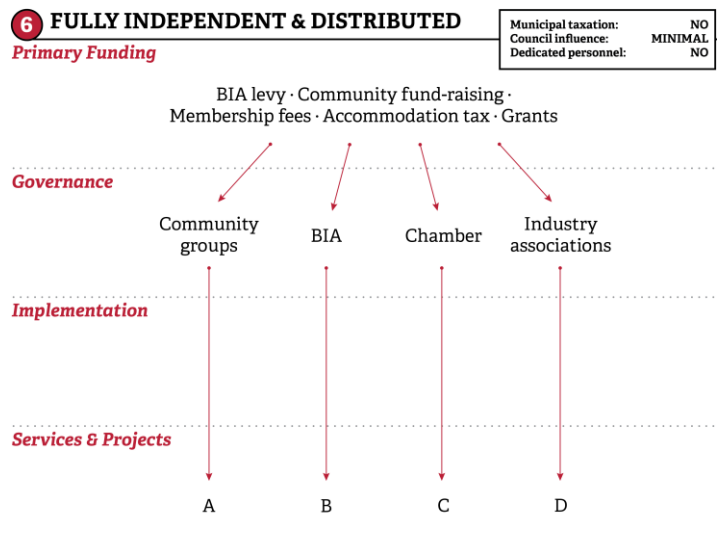 6 FULLY INDEPENDENT & DISTRIBUTED
Municipal taxation: NO
Council influence: MINIMAL
Dedicated personnel: NO
Primary Funding
BIA levy · Community fund-raising ·
Membership fees · Accommodation tax · Grants
Governance
Community groups
BIA
Chamber
Industry associations
Implementation
Services & Projects
A B C D